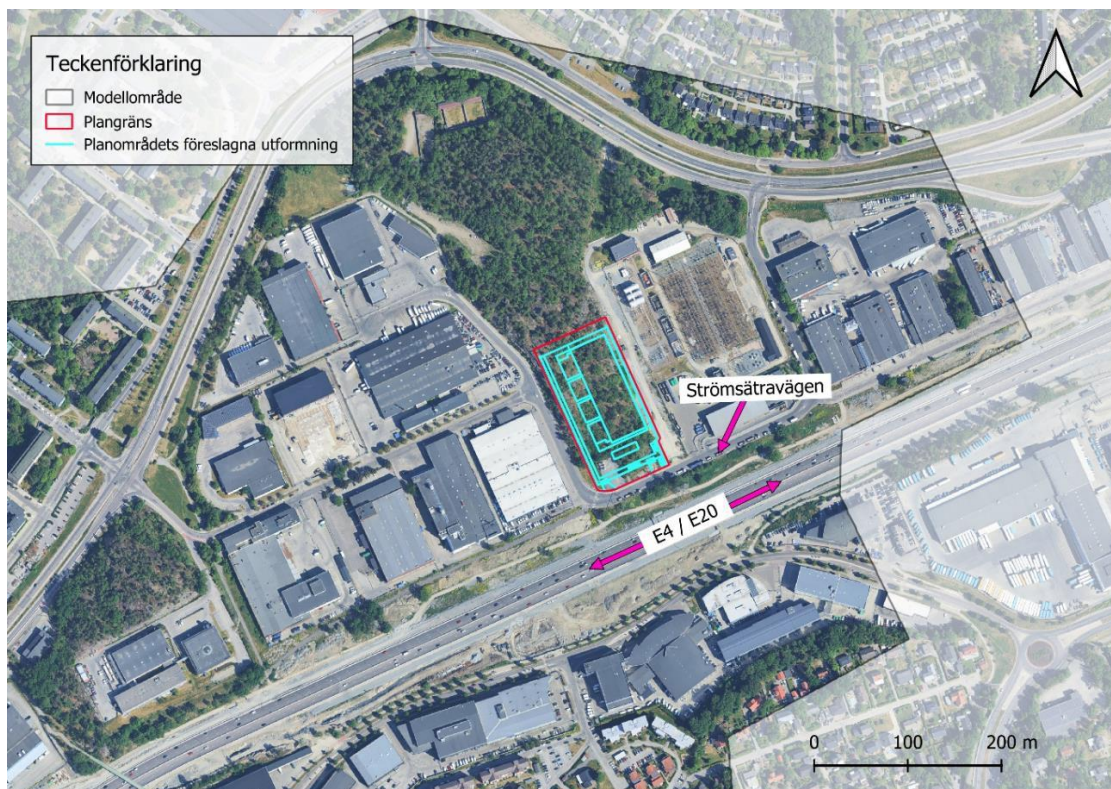 Teckenförklaring
Modellområde
Plangräns
Planområdets föreslagna utformning
Strömsätravägen
E4 / E20
0 100 200 m